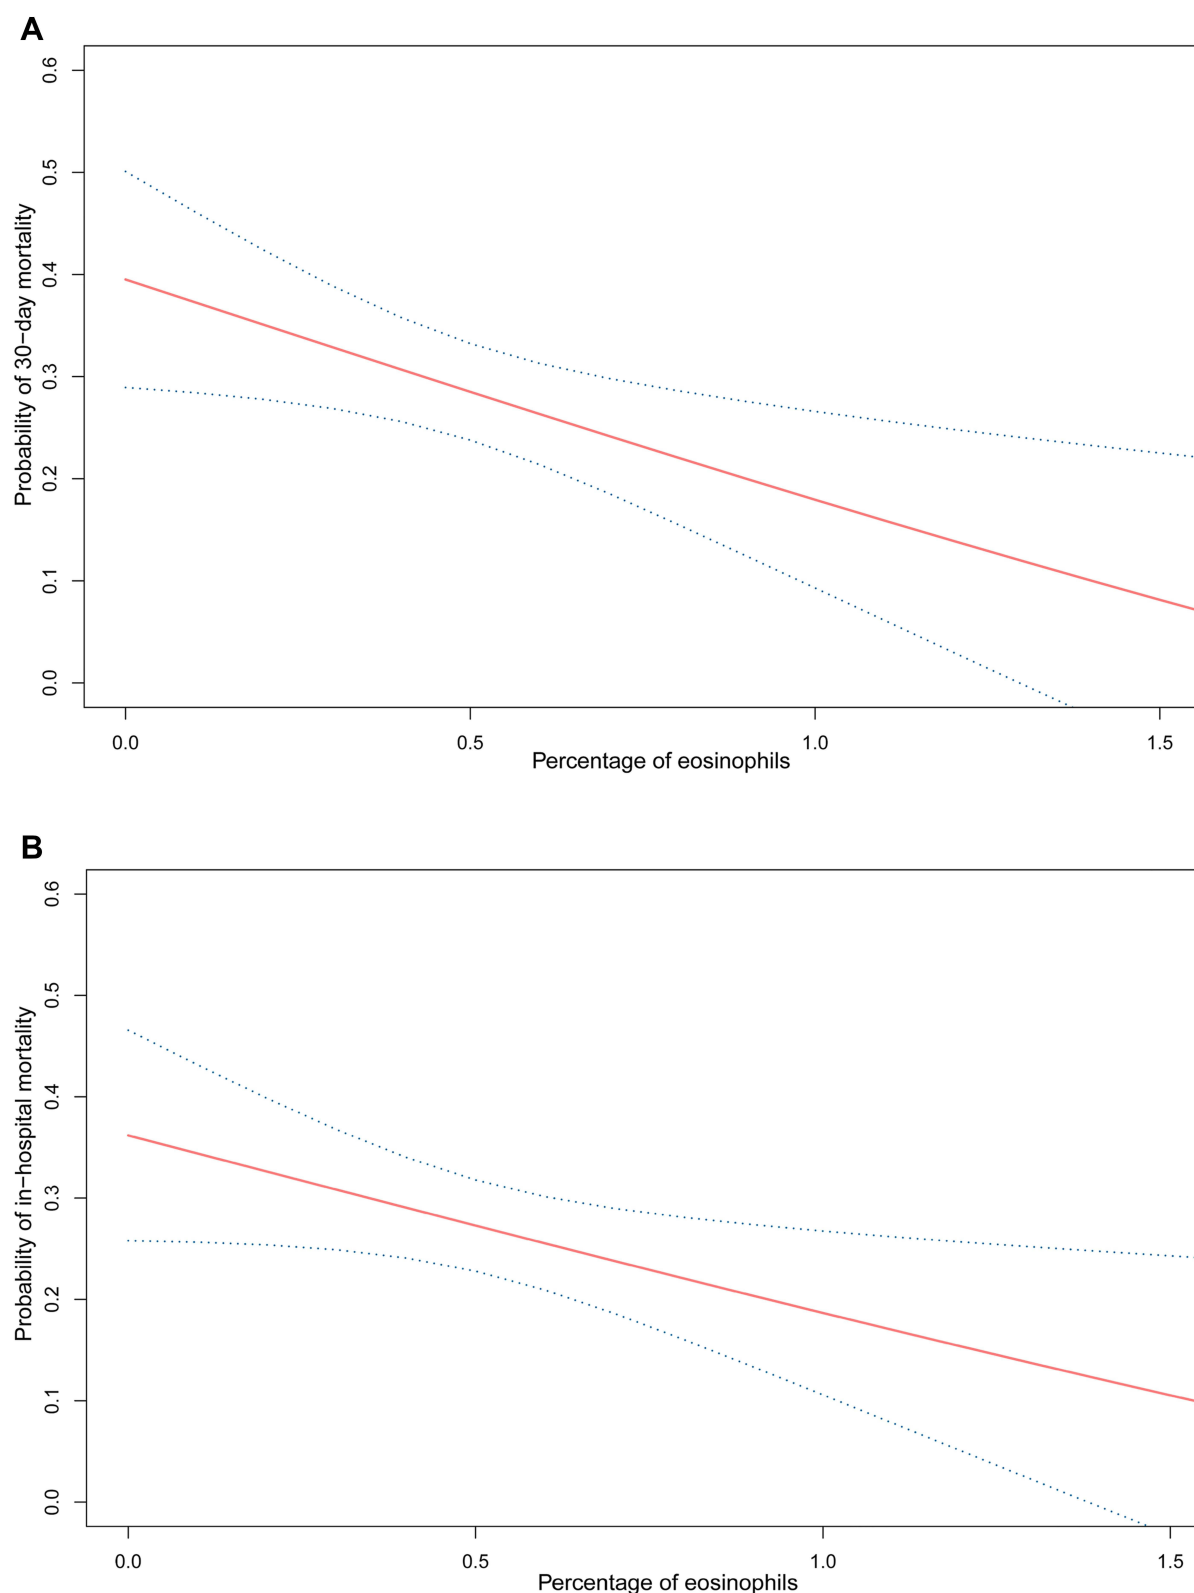 A
Probability of 30−day mortality
0.6
0.5
0.4
0.3
0.2
0.1
0.0
0.0 0.5 1.0 1.5
Percentage of eosinophils
B
Probability of in−hospital mortality
0.6
0.5
0.4
0.3
0.2
0.1
0.0
0.0 0.5 1.0 1.5
Percentage of eosinophils